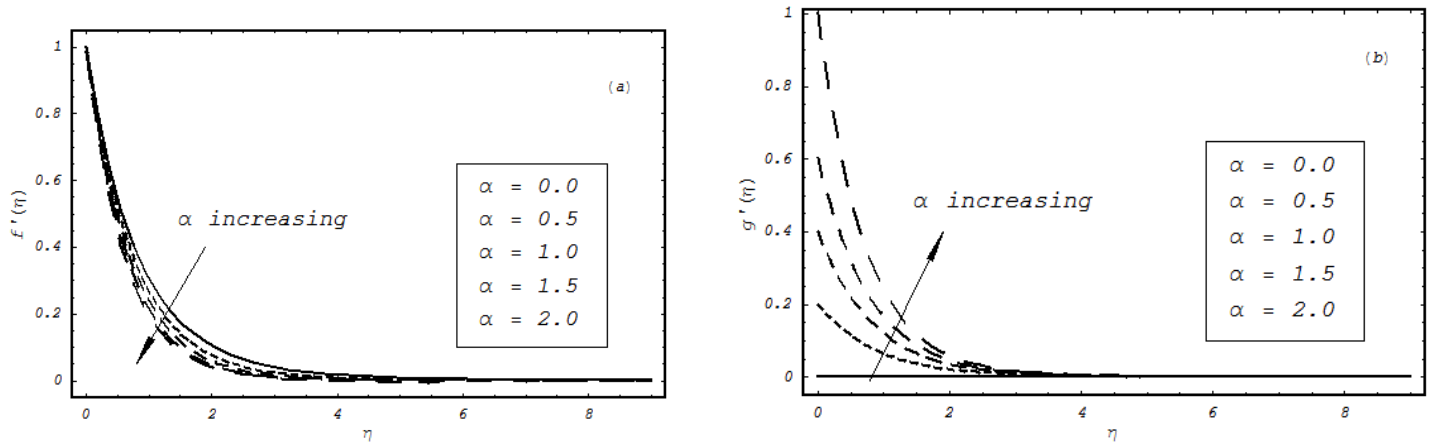 (a)
1
0.8
0.6
0.4
0.2
0
f'(η)
α increasing
α = 0.0
α = 0.5
α = 1.0
α = 1.5
α = 2.0
0 2 4 6 8
η
(b)
1
0.8
0.6
0.4
0.2
0
g'(η)
α increasing
α = 0.0
α = 0.5
α = 1.0
α = 1.5
α = 2.0
0 2 4 6 8
η